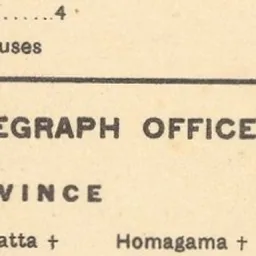 ......4
uses
EGRAPH OFFICE
VINCE
atta † Homagama †